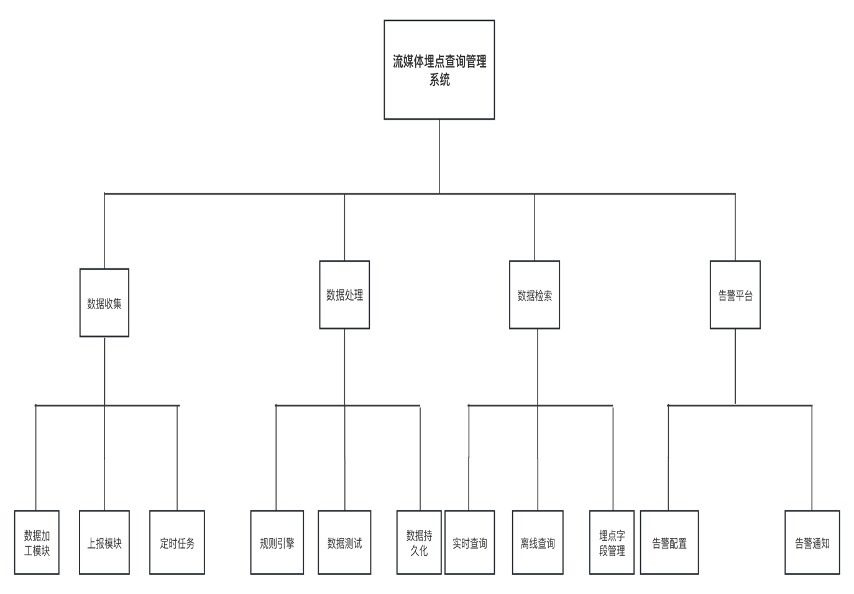 流媒体埋点查询管理
系统
数据收集
数据处理
数据检索
告警平台
数据加
工模块
上报模块
定时任务
规则引擎
数据测试
数据持
久化
实时查询
离线查询
埋点字
段管理
告警配置
告警通知